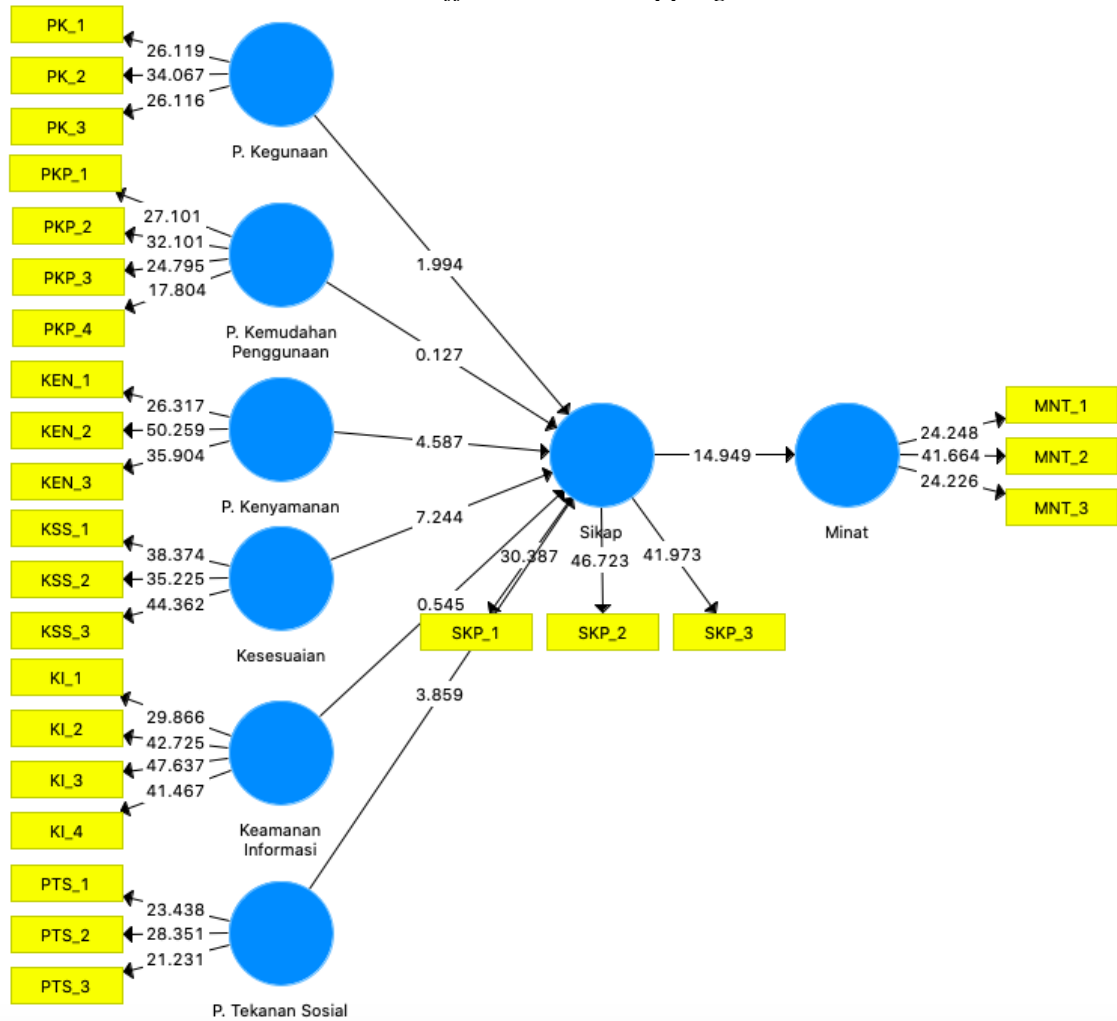 PK_1
26.119
PK_2
34.067
PK_3
26.116
P. Kegunaan
1.994
PKP_1
27.101
PKP_2
32.101
PKP_3
24.795
PKP_4
17.804
P. Kemudahan
Penggunaan
0.127
KEN_1
26.317
KEN_2
50.259
KEN_3
35.904
P. Kenyamanan
4.587
KSS_1
38.374
KSS_2
35.225
KSS_3
44.362
Kesesuaian
7.244
KI_1
29.866
KI_2
42.725
KI_3
47.637
KI_4
41.467
Keamanan
Informasi
0.545
PTS_1
23.438
PTS_2
28.351
PTS_3
21.231
P. Tekanan Sosial
3.859
Sikap
30.387
46.723
41.973
SKP_1
SKP_2
SKP_3
14.949
Minat
24.248
41.664
24.226
MNT_1
MNT_2
MNT_3